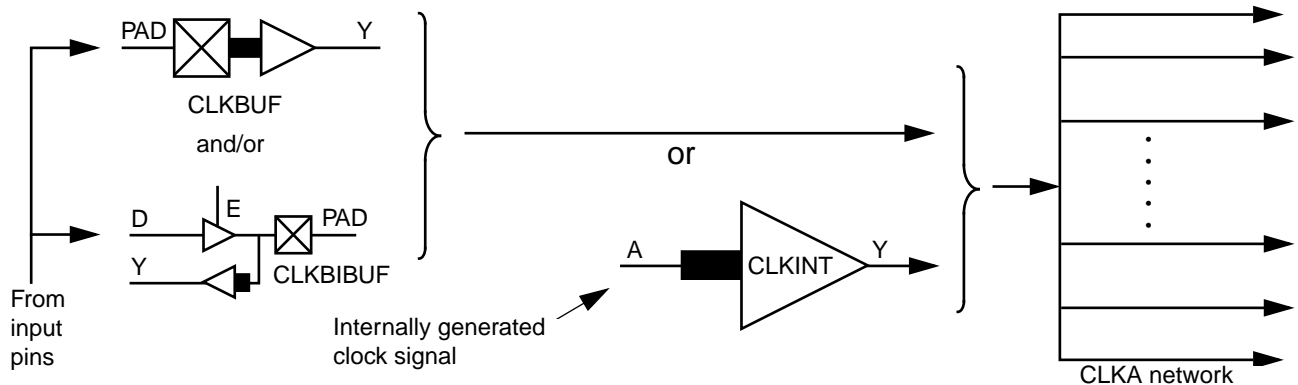 PAD
Y
CLKBUF
and/or
D
E
PAD
Y
CLKBIBUF
From
input
pins
or
A
CLKINT
Y
Internally generated
clock signal
CLKA network